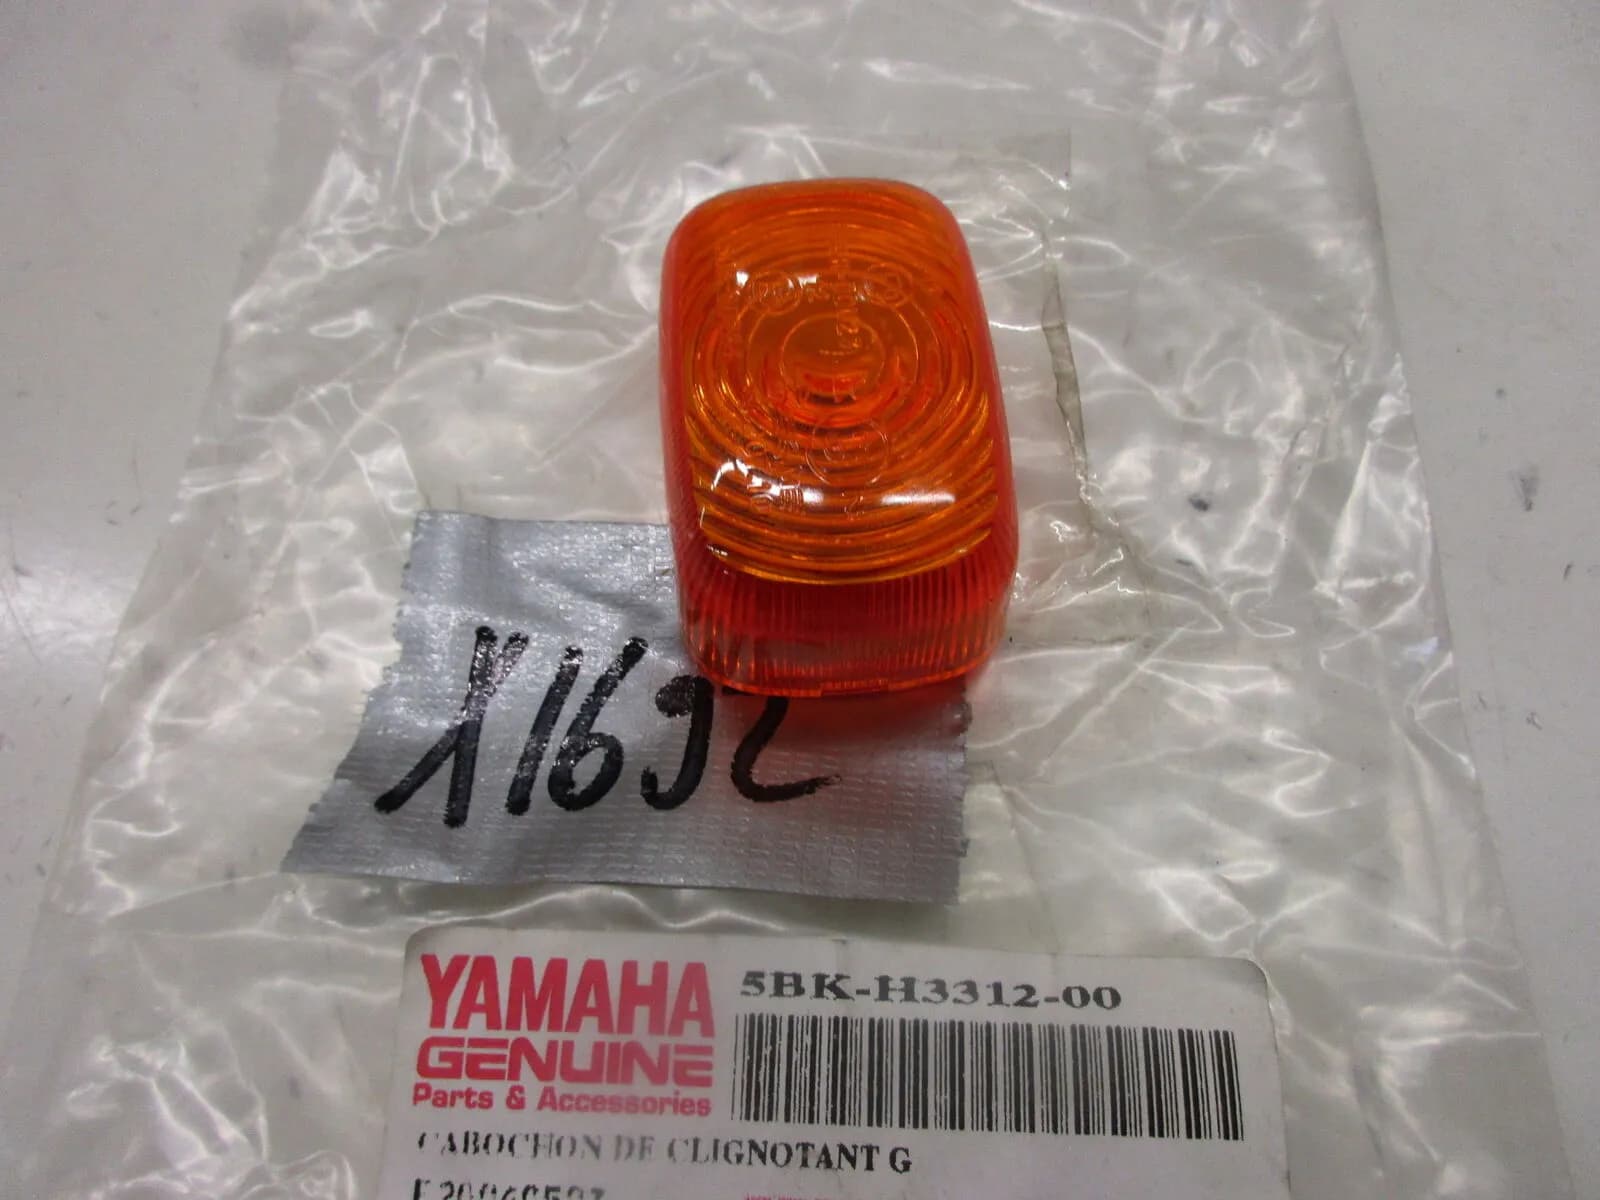 X1692
YAMAHA
GENUINE
Parts & Accessories
5BK-H3312-00
CABOCHON DE CLIGNOTANT G